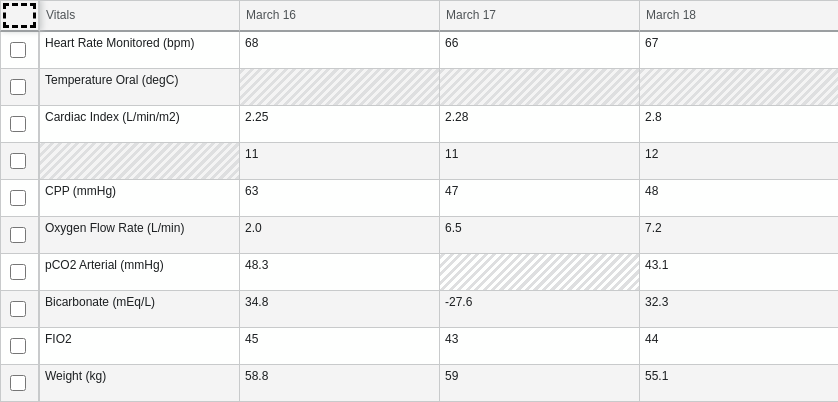 Vitals March 16 March 17 March 18
Heart Rate Monitored (bpm) 68 66 67
Temperature Oral (degC)
Cardiac Index (L/min/m2) 2.25 2.28 2.8
11 11 12
CPP (mmHg) 63 47 48
Oxygen Flow Rate (L/min) 2.0 6.5 7.2
pCO2 Arterial (mmHg) 48.3 43.1
Bicarbonate (mEq/L) 34.8 -27.6 32.3
FIO2 45 43 44
Weight (kg) 58.8 59 55.1